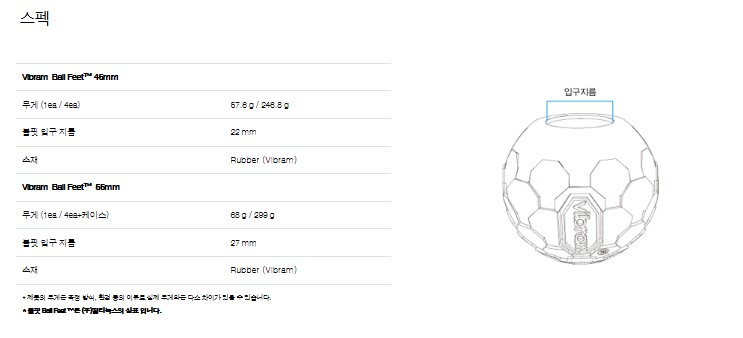 스펙
입구지름
Vibram Ball Feet™ 45mm
무게 (1ea / 4ea) 57.6 g / 246.8 g
볼핏 입구 지름 22 mm
소재 Rubber (Vibram)
Vibram Ball Feet™ 55mm
무게 (1ea / 4ea+케이스) 68 g / 299 g
볼핏 입구 지름 27 mm
소재 Rubber (Vibram)
* 제품의 무게는 측정 방식, 환경 등의 이유로 실제 무게와는 다소 차이가 있을 수 있습니다.
* 볼핏 Ball Feet™은 (주)헬리녹스의 상표 입니다.
Vibram